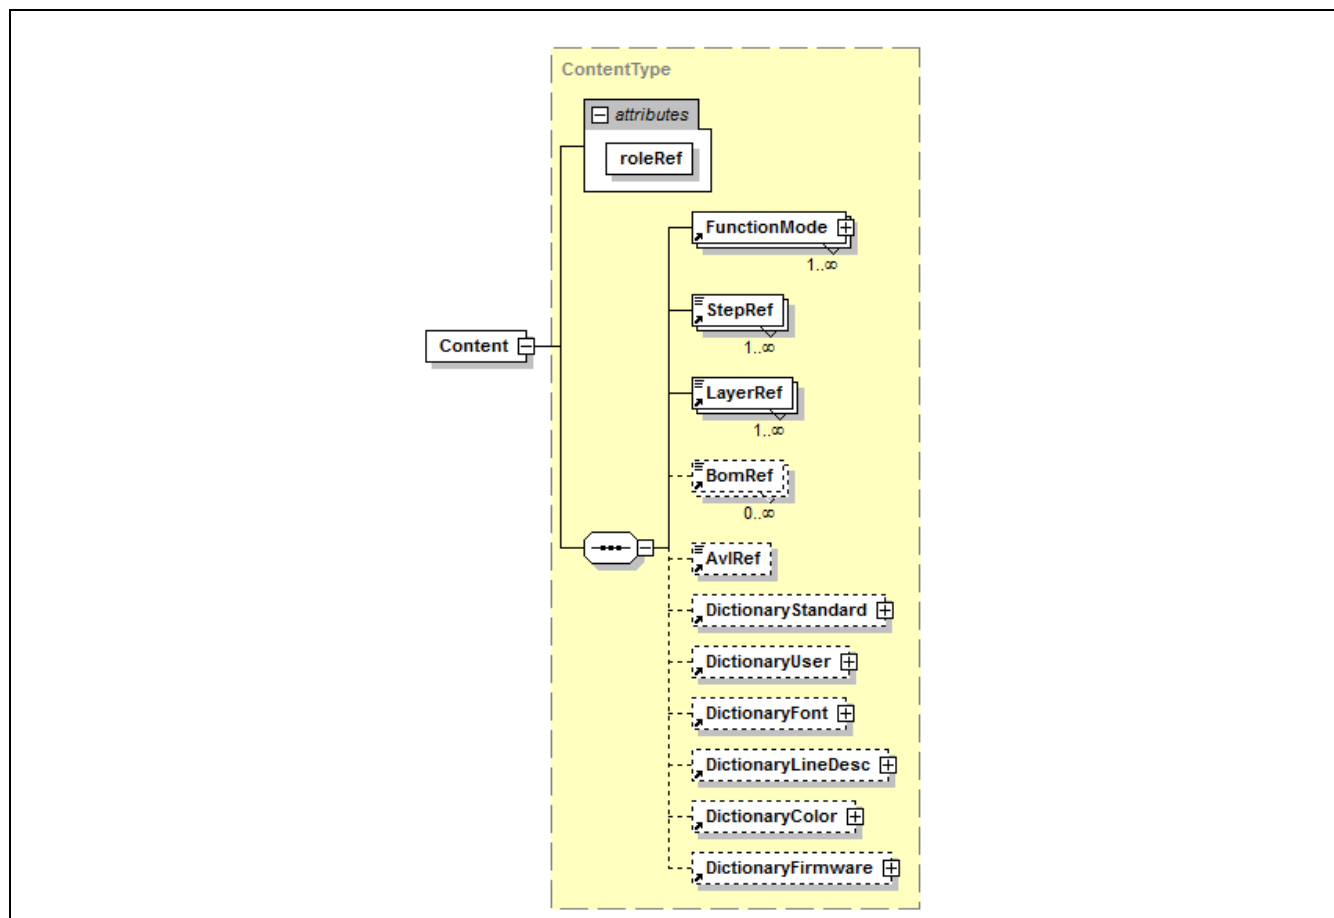 ContentType
attributes
roleRef
FunctionMode
1..∞
StepRef
1..∞
LayerRef
1..∞
Content
BomRef
0..∞
AvlRef
DictionaryStandard
DictionaryUser
DictionaryFont
DictionaryLineDesc
DictionaryColor
DictionaryFirmware